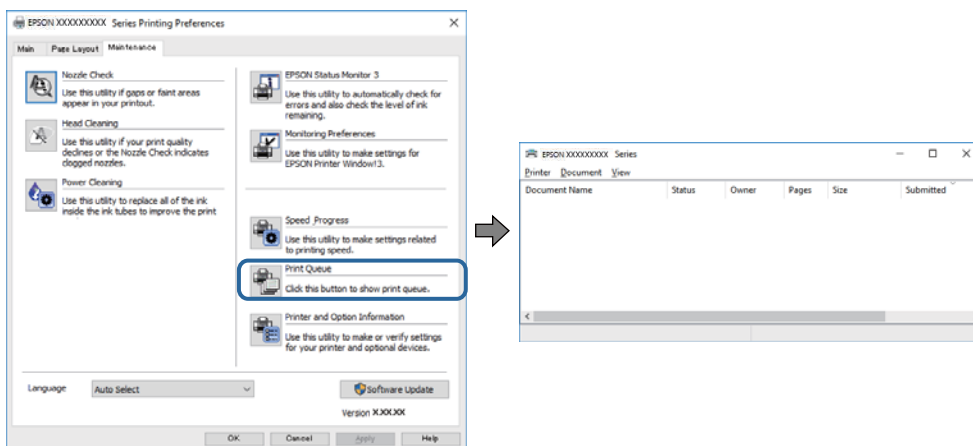 EPSON XXXXXXXXX Series Printing Preferences
Main Page Layout Maintenance
Nozzle Check
Use this utility if gaps or faint areas
appear in your printout.
Head Cleaning
Use this utility if your print quality
declines or the Nozzle Check indicates
clogged nozzles.
Power Cleaning
Use this utility to replace all of the ink
inside the ink tubes to improve the print
EPSON Status Monitor 3
Use this utility to automatically check for
errors and also check the level of ink
remaining.
Monitoring Preferences
Use this utility to make settings for
EPSON Printer Window!3.
Speed Progress
Use this utility to make settings related
to printing speed.
Print Queue
Click this button to show print queue.
Printer and Option Information
Use this utility to make or verify settings
for your printer and optional devices.
Language Auto Select
Software Update
Version X.XX.XX
OK Cancel Apply Help
EPSON XXXXXXXXX Series
Printer Document View
Document Name Status Owner Pages Size Submitted